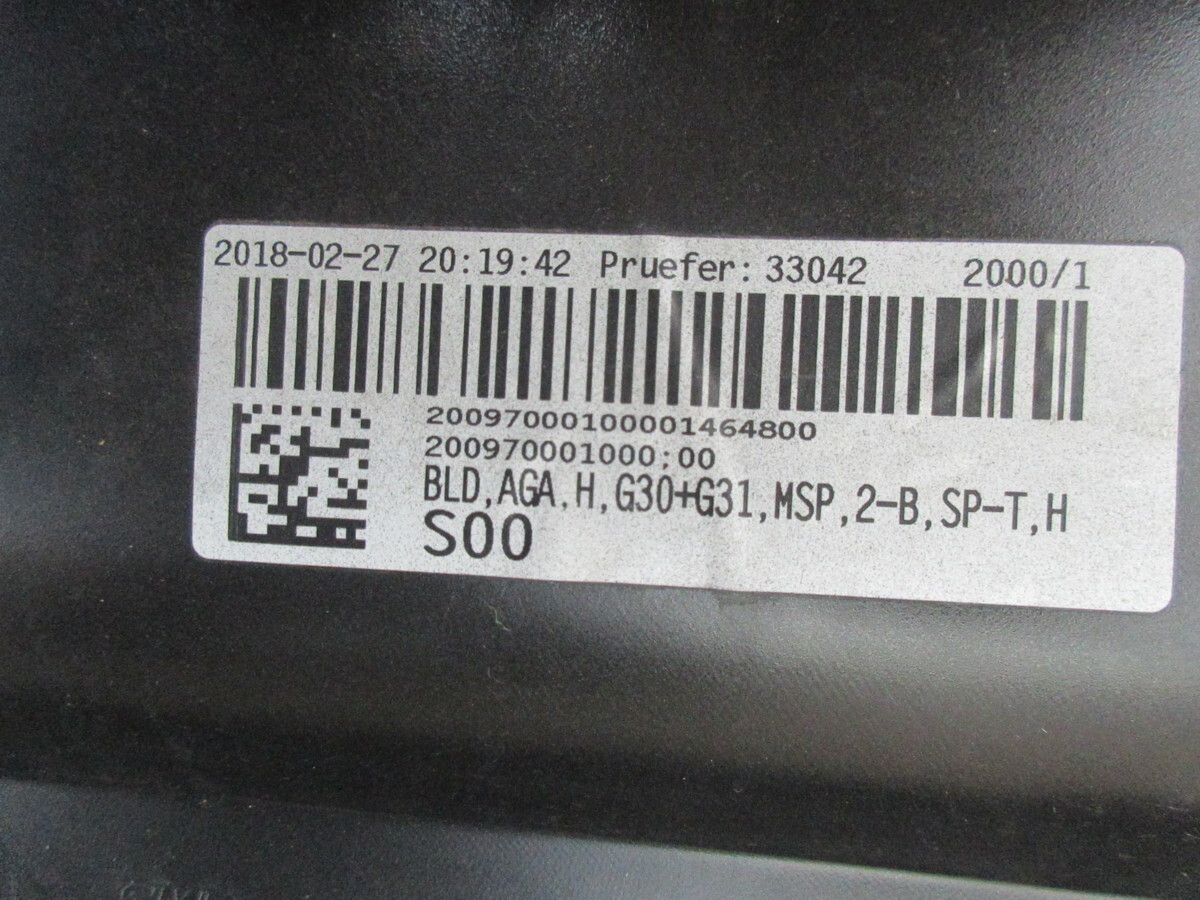 2018-02-27 20:19:42 Pruefer: 33042 2000/1
20097000100001464800
200970001000;00
BLD,AGA,H,G30+G31,MSP,2-B,SP-T,H
S00